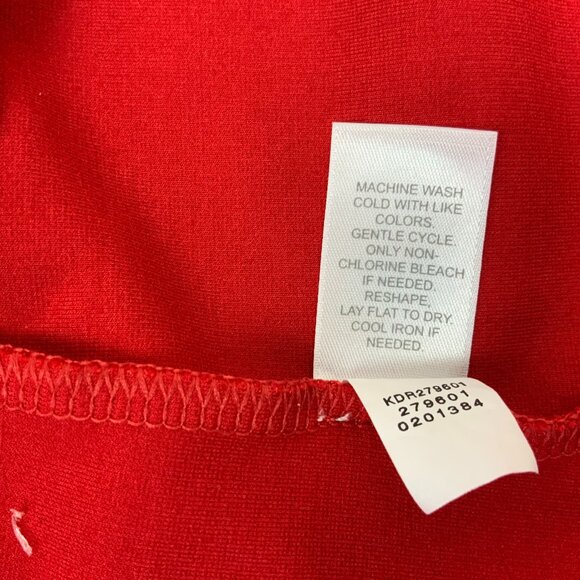 MACHINE WASH
COLD WITH LIKE
COLORS.
GENTLE CYCLE.
ONLY NON-
CHLORINE BLEACH
IF NEEDED.
RESHAPE,
LAY FLAT TO DRY.
COOL IRON IF
NEEDED.
KDR279601
279601
0201384